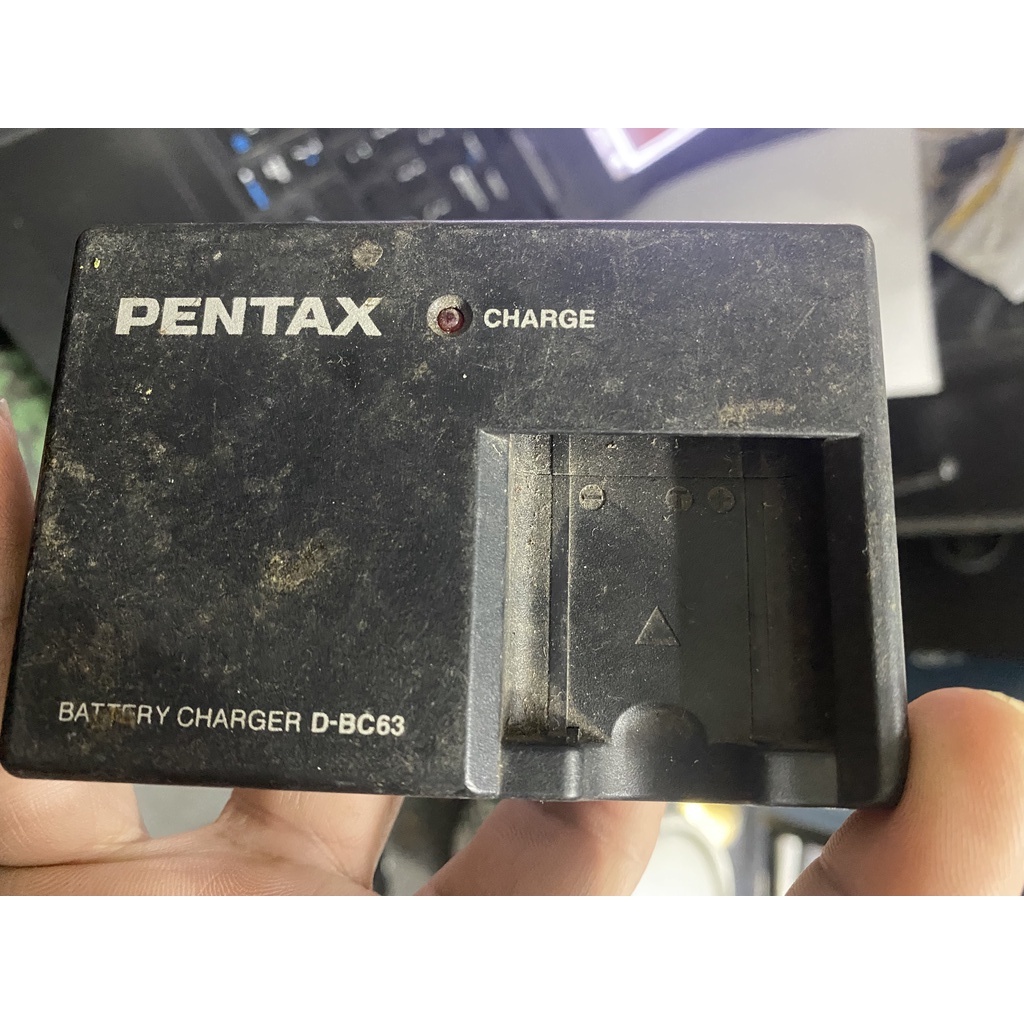 PENTAX
CHARGE
BATTERY CHARGER D-BC63